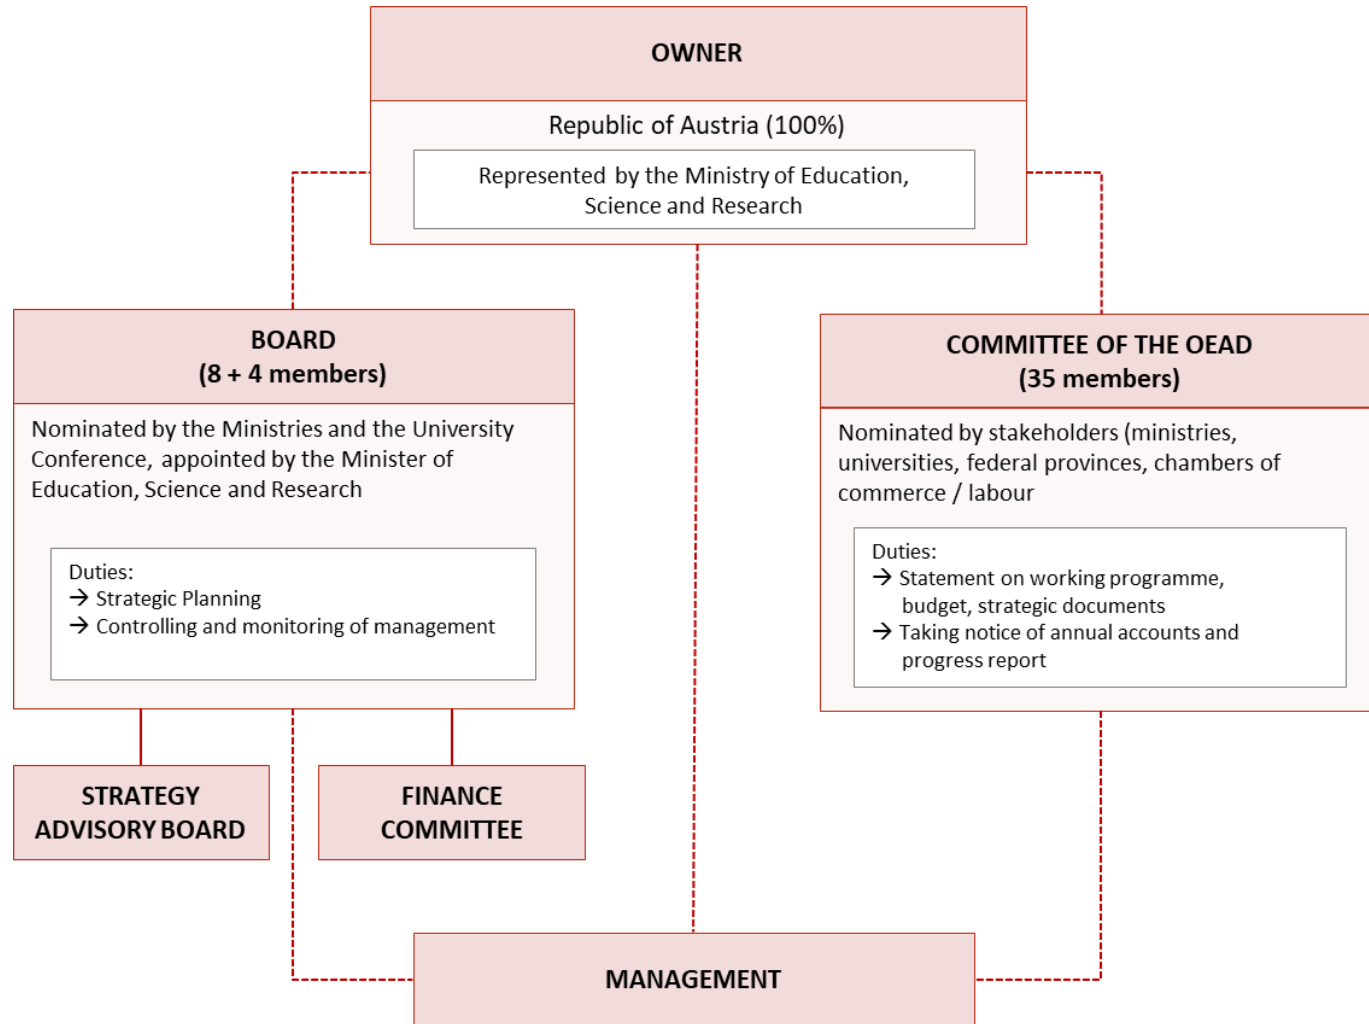 OWNER
Republic of Austria (100%)
Represented by the Ministry of Education,
Science and Research
BOARD
(8 + 4 members)
Nominated by the Ministries and the University
Conference, appointed by the Minister of
Education, Science and Research
Duties:
→ Strategic Planning
→ Controlling and monitoring of management
COMMITTEE OF THE OEAD
(35 members)
Nominated by stakeholders (ministries,
universities, federal provinces, chambers of
commerce / labour
Duties:
→ Statement on working programme,
budget, strategic documents
→ Taking notice of annual accounts and
progress report
STRATEGY
ADVISORY BOARD
FINANCE
COMMITTEE
MANAGEMENT